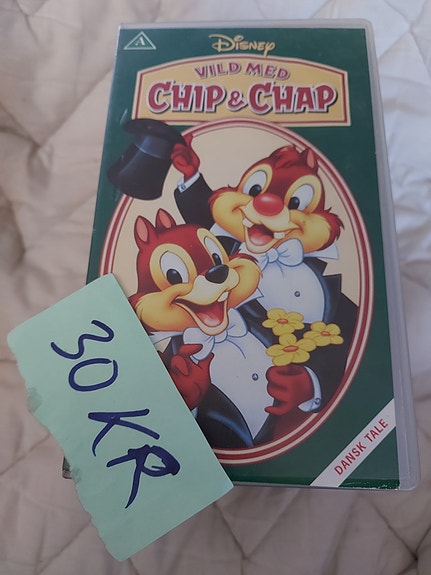 A
Disney
VILD MED
CHIP & CHAP
30 KR
DANSK TALE